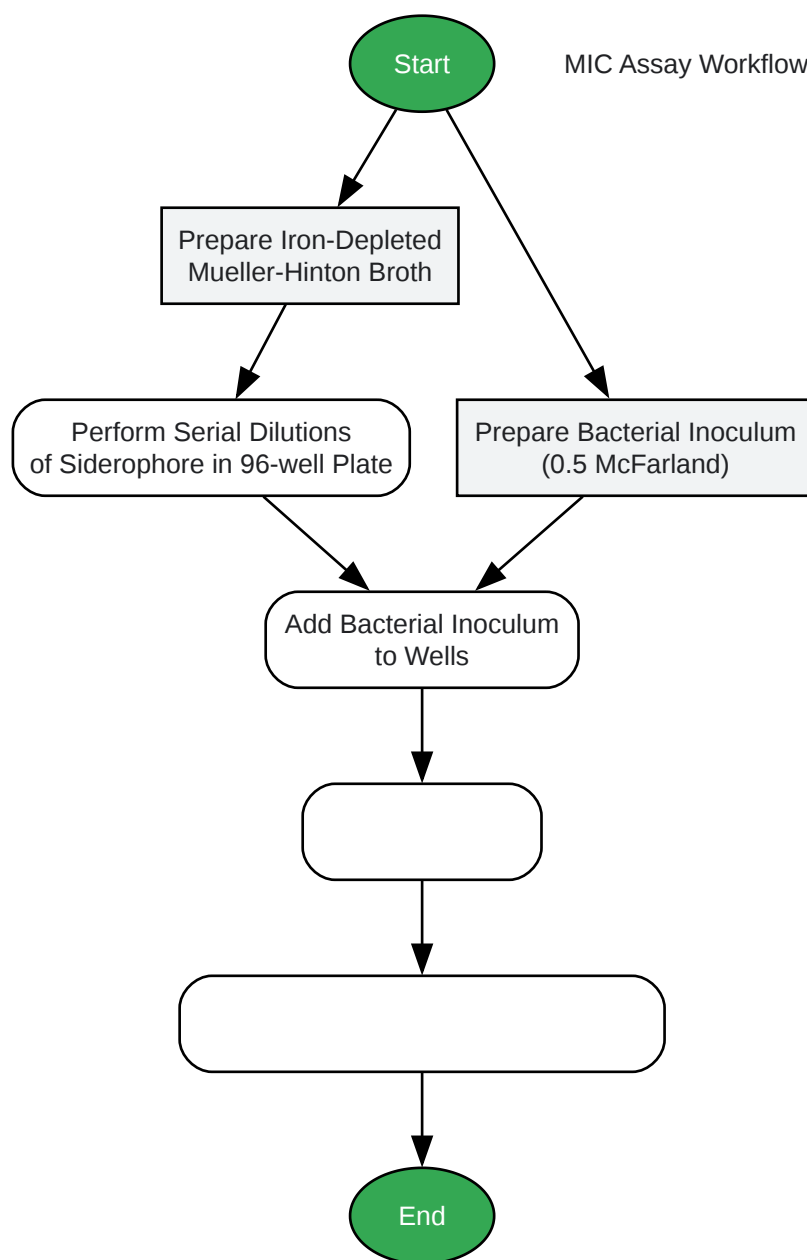 Start
MIC Assay Workflow
Prepare Iron-Depleted
Mueller-Hinton Broth
Perform Serial Dilutions
of Siderophore in 96-well Plate
Prepare Bacterial Inoculum
(0.5 McFarland)
Add Bacterial Inoculum
to Wells
End